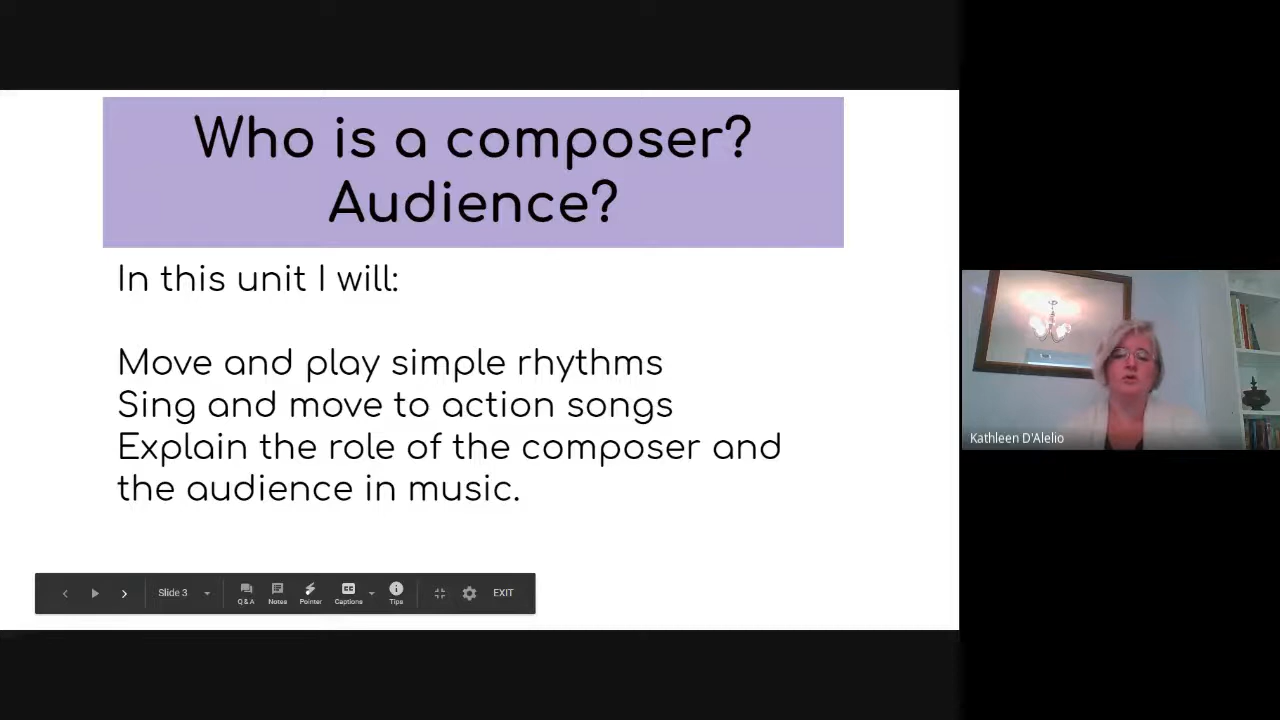 Who is a composer?
Audience?
In this unit I will:
Move and play simple rhythms
Sing and move to action songs
Explain the role of the composer and
the audience in music.
Kathleen D'Alelio
Slide 3
Q & A
Notes
Pointer
CC
Captions
Tips
EXIT